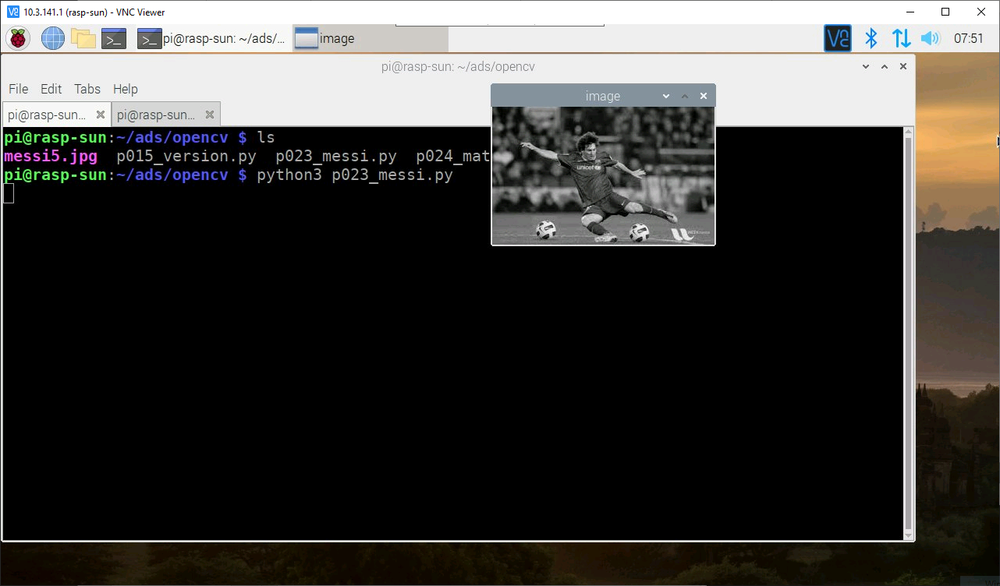 10.3.141.1 (rasp-sun) - VNC Viewer
pi@rasp-sun: ~/ads/... image 07:51
pi@rasp-sun: ~/ads/opencv
File Edit Tabs Help
image
pi@rasp-sun... pi@rasp-sun...
pi@rasp-sun:~/ads/opencv $ ls
messi5.jpg p015_version.py p023_messi.py p024_mat
pi@rasp-sun:~/ads/opencv $ python3 p023_messi.py
unicef